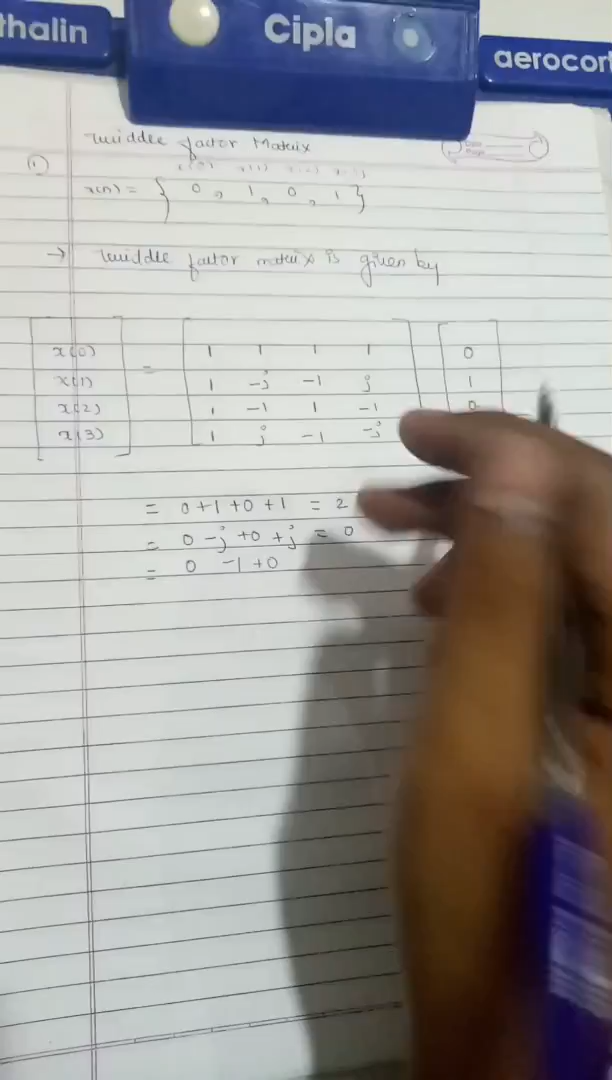 thalin
Cipla
aerocort
Twiddle factor Matrix
①
x(n) = { 0, 1, 0, 1 }
→ Twiddle factor matrix is given by
x(0) 1 1 1 1 0
x(1) = 1 -j -1 j 1
x(2) 1 -1 1 -1 0
x(3) 1 j -1 -j
= 0+1+0+1 = 2
= 0 -j +0 +j = 0
= 0 -1 +0